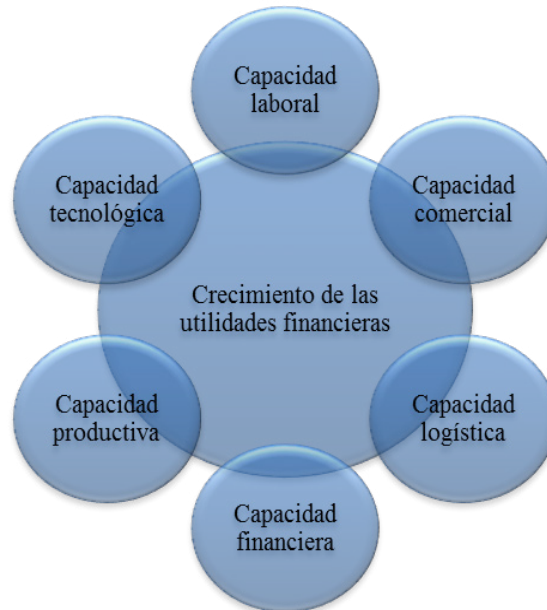 Capacidad
laboral
Capacidad
tecnológica
Capacidad
comercial
Crecimiento de las
utilidades financieras
Capacidad
productiva
Capacidad
logística
Capacidad
financiera